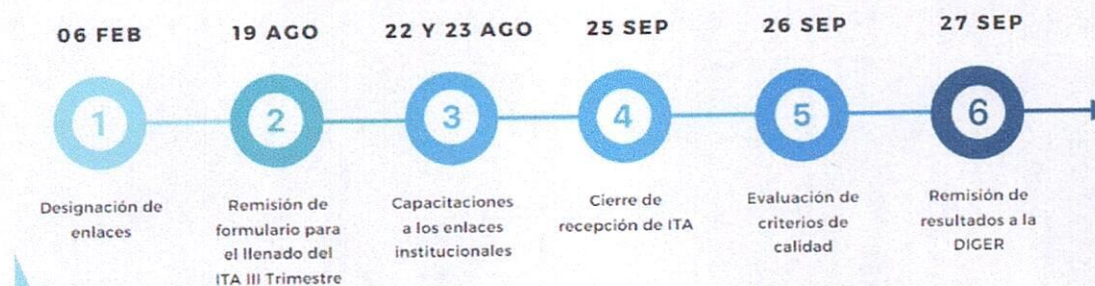 06 FEB
19 AGO
22 Y 23 AGO
25 SEP
26 SEP
27 SEP
1
2
3
4
5
6
Designación de
enlaces
Remisión de
formulario para
el llenado del
ITA III Trimestre
Capacitaciones
a los enlaces
institucionales
Cierre de
recepción de ITA
Evaluación de
criterios de
calidad
Remisión de
resultados a la
DIGER